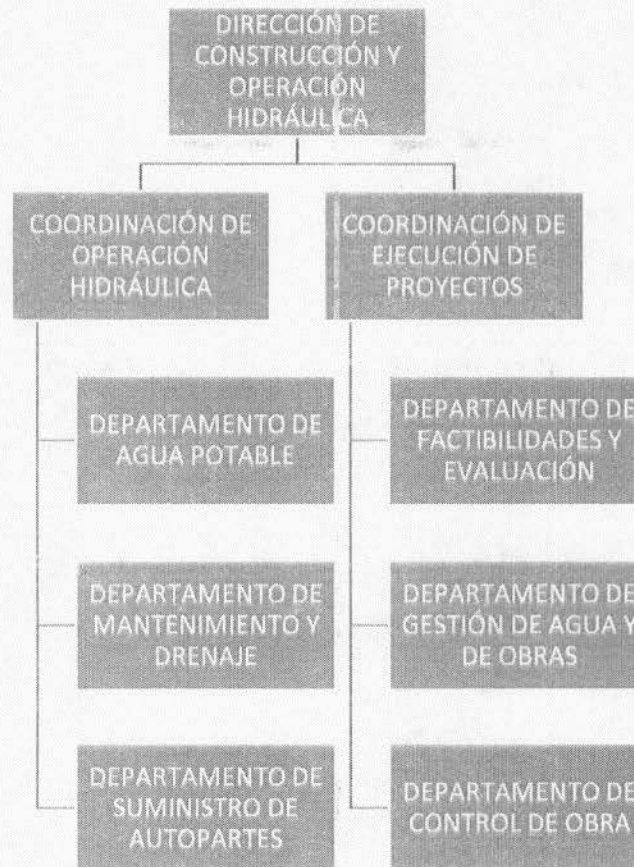 DIRECCIÓN DE
CONSTRUCCIÓN Y
OPERACIÓN
HIDRÁULICA
COORDINACIÓN DE
OPERACIÓN
HIDRÁULICA
COORDINACIÓN DE
EJECUCIÓN DE
PROYECTOS
DEPARTAMENTO DE
AGUA POTABLE
DEPARTAMENTO DE
FACTIBILIDADES Y
EVALUACIÓN
DEPARTAMENTO DE
MANTENIMIENTO Y
DRENAJE
DEPARTAMENTO DE
GESTIÓN DE AGUA Y
DE OBRAS
DEPARTAMENTO DE
SUMINISTRO DE
AUTOPARTES
DEPARTAMENTO DE
CONTROL DE OBRA